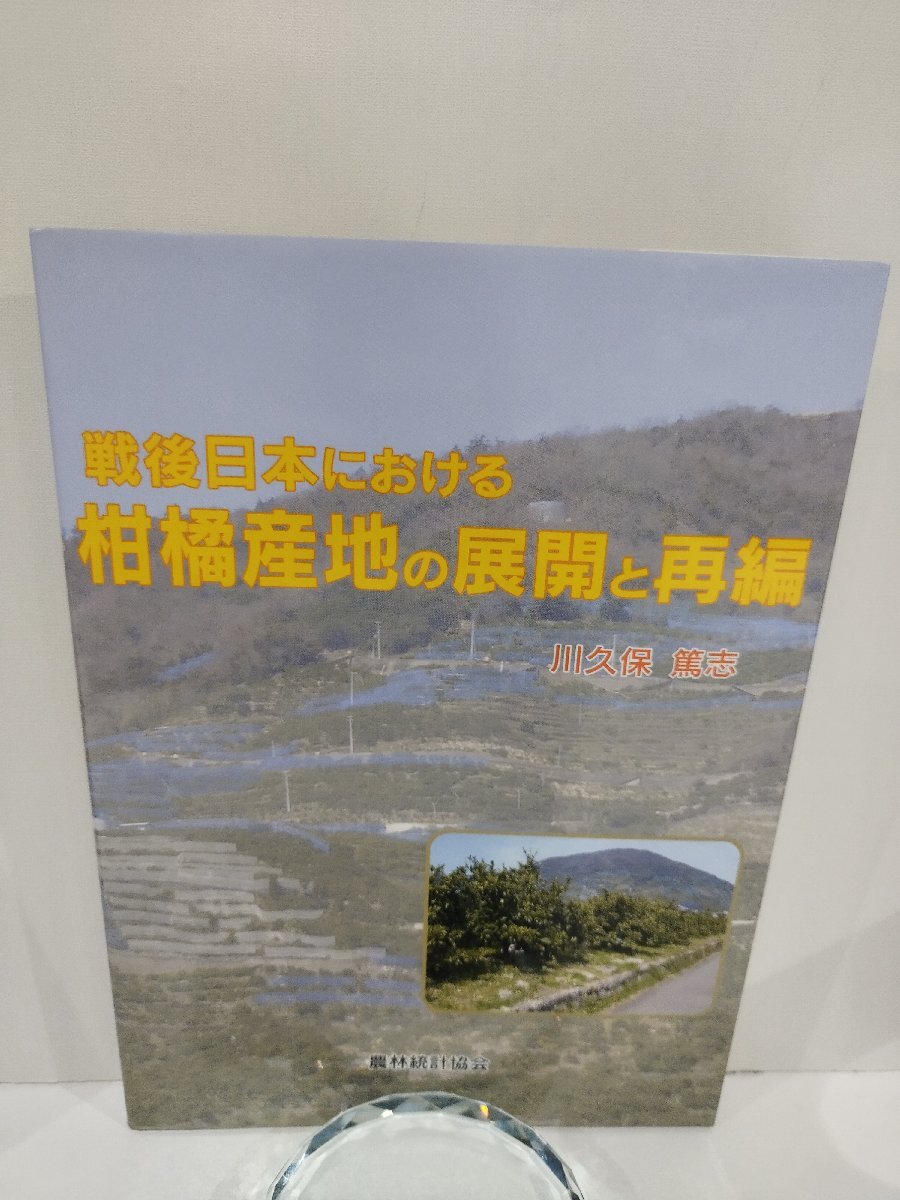 戦後日本における
柑橘産地の展開と再編
川久保 篤志
農林統計協会